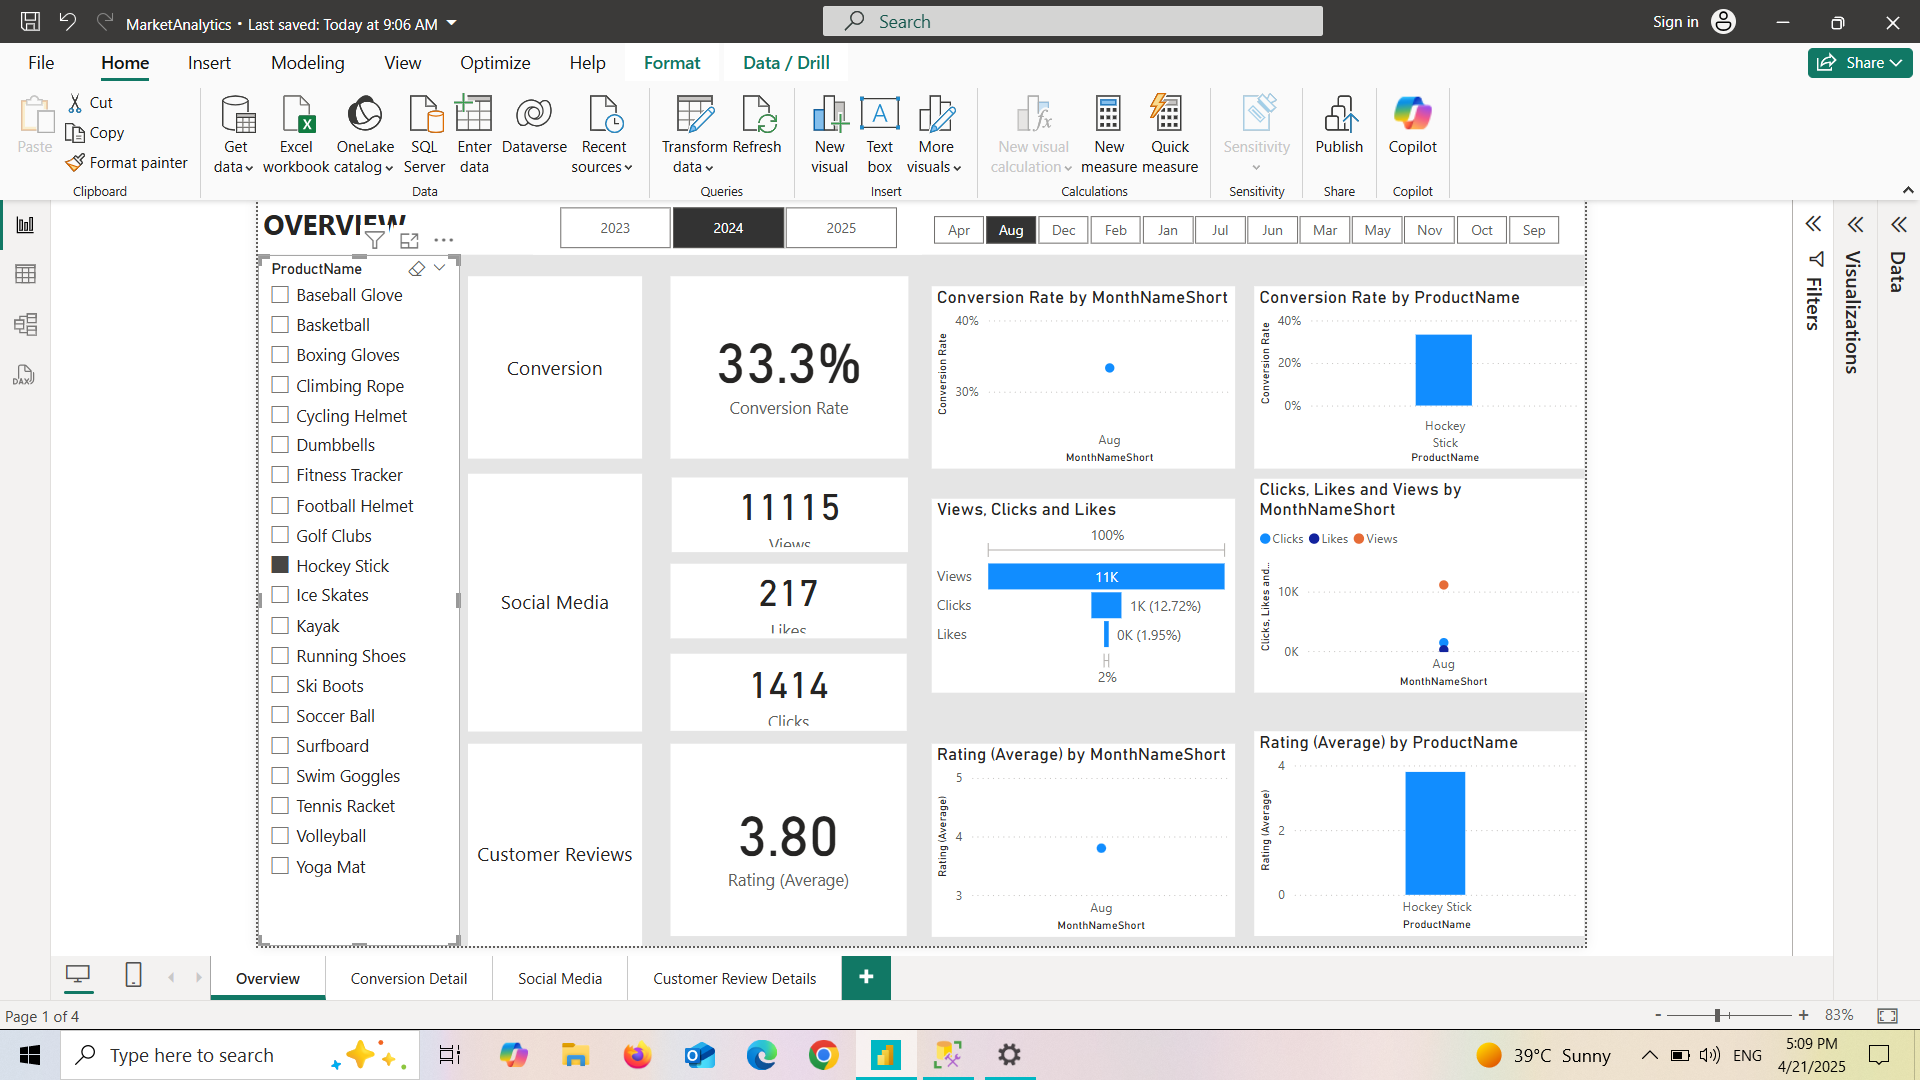 MarketAnalytics • Last saved: Today at 9:06 AM
Search
Sign in
File Home Insert Modeling View Optimize Help Format Data / Drill
Share
Paste
Cut
Copy
Format painter
Clipboard
Get data
Excel workbook
OneLake catalog
SQL Server
Enter data
Dataverse
Recent sources
Data
Transform data
Refresh
Queries
New visual
Text box
More visuals
Insert
New visual calculation
New measure
Quick measure
Calculations
Sensitivity
Sensitivity
Publish
Share
Copilot
Copilot
OVERVIEW
2023 2024 2025
Apr Aug Dec Feb Jan Jul Jun Mar May Nov Oct Sep
ProductName
Baseball Glove
Basketball
Boxing Gloves
Climbing Rope
Cycling Helmet
Dumbbells
Fitness Tracker
Football Helmet
Golf Clubs
Hockey Stick
Ice Skates
Kayak
Running Shoes
Ski Boots
Soccer Ball
Surfboard
Swim Goggles
Tennis Racket
Volleyball
Yoga Mat
Conversion
33.3%
Conversion Rate
Conversion Rate by MonthNameShort
Conversion Rate
40%
30%
Aug
MonthNameShort
Conversion Rate by ProductName
Conversion Rate
40%
20%
0%
Hockey
Stick
ProductName
Social Media
11115
Views
217
Likes
1414
Clicks
Views, Clicks and Likes
100%
Views 11K
Clicks 1K (12.72%)
Likes 0K (1.95%)
2%
Clicks, Likes and Views by
MonthNameShort
Clicks Likes Views
Clicks, Likes and...
10K
0K
Aug
MonthNameShort
Customer Reviews
3.80
Rating (Average)
Rating (Average) by MonthNameShort
Rating (Average)
5
4
3
Aug
MonthNameShort
Rating (Average) by ProductName
Rating (Average)
4
2
0
Hockey Stick
ProductName
Filters
Visualizations
Data
DAX
Overview Conversion Detail Social Media Customer Review Details +
Page 1 of 4
- + 83%
Type here to search
39°C Sunny
ENG
5:09 PM
4/21/2025